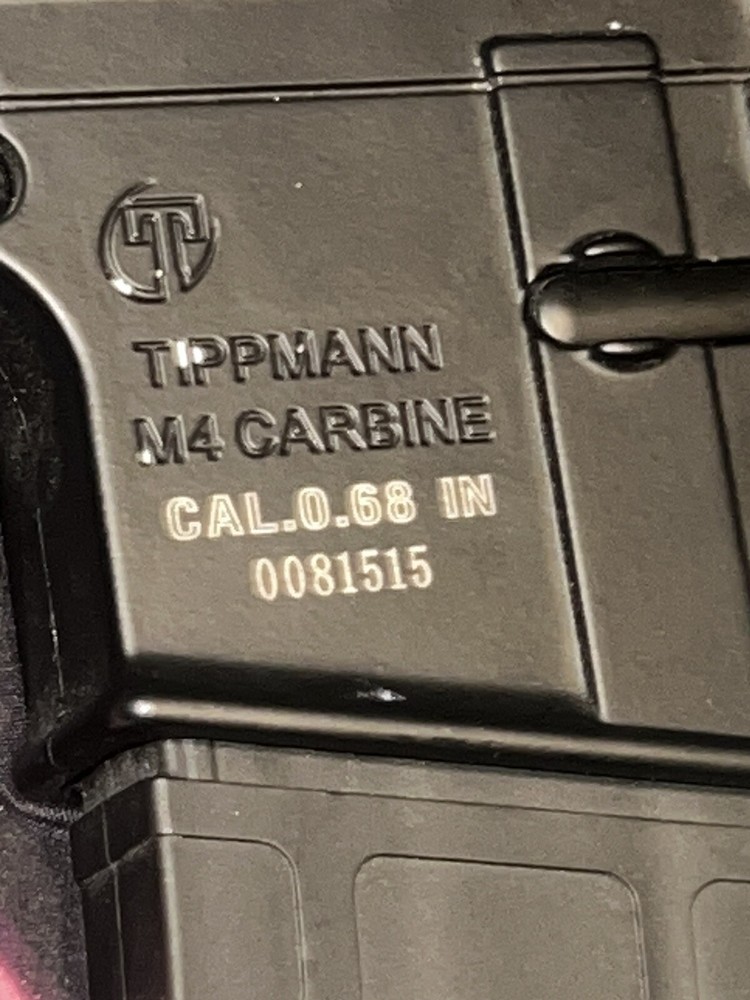 TIPPMANN
M4 CARBINE
CAL.0.68 IN
0081515